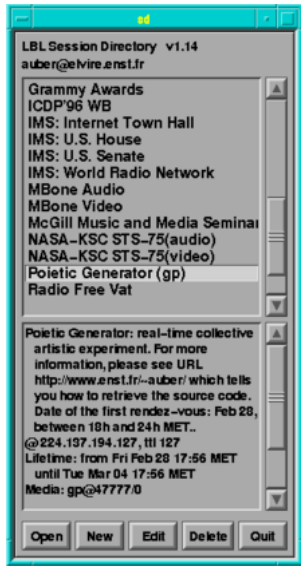 sd
LBL Session Directory v1.14
auber@elvire.enst.fr
Grammy Awards
ICDP'96 WB
IMS: Internet Town Hall
IMS: U.S. House
IMS: U.S. Senate
IMS: World Radio Network
MBone Audio
MBone Video
McGill Music and Media Seminar
NASA-KSC STS-75(audio)
NASA-KSC STS-75(video)
Poietic Generator (gp)
Radio Free Vat
Poietic Generator: real-time collective
artistic experiment. For more
information, please see URL
http://www.enst.fr/~auber/ which tells
you how to retrieve the source code.
Date of the first rendez-vous: Feb 28,
between 18h and 24h MET..
@224.137.194.127, ttl 127
Lifetime: from Fri Feb 28 17:56 MET
until Tue Mar 04 17:56 MET
Media: gp@47777/0
Open New Edit Delete Quit